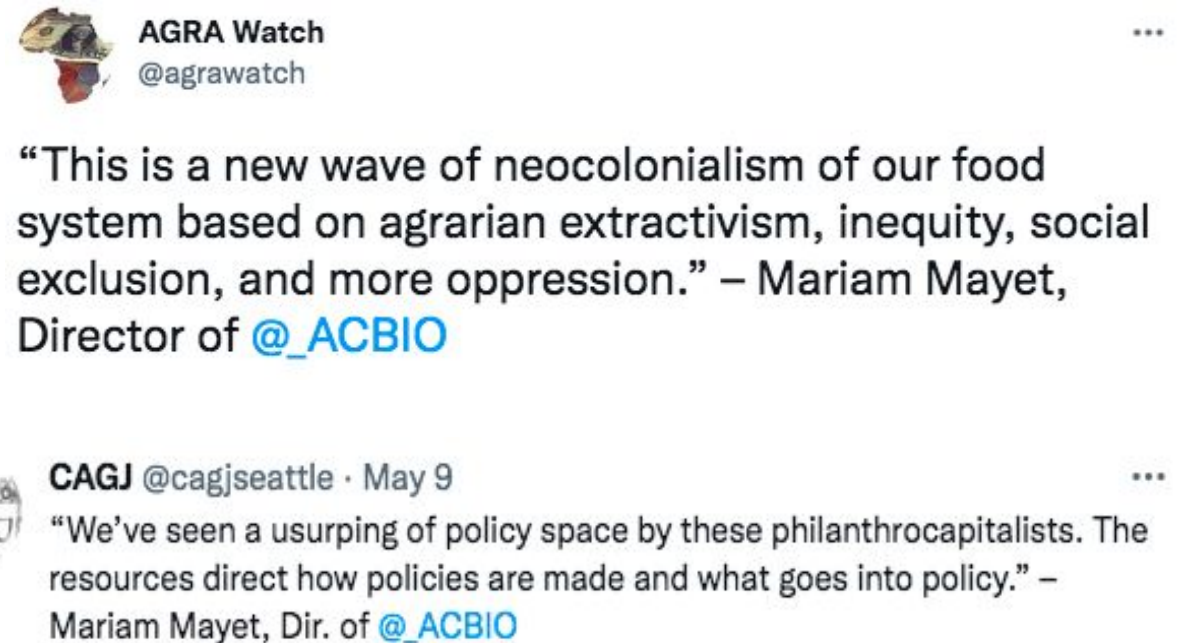 AGRA Watch
@agrawatch
“This is a new wave of neocolonialism of our food
system based on agrarian extractivism, inequity, social
exclusion, and more oppression.” – Mariam Mayet,
Director of @_ACBIO
CAGJ @cagjseattle · May 9
“We’ve seen a usurping of policy space by these philanthrocapitalists. The
resources direct how policies are made and what goes into policy.” –
Mariam Mayet, Dir. of @_ACBIO